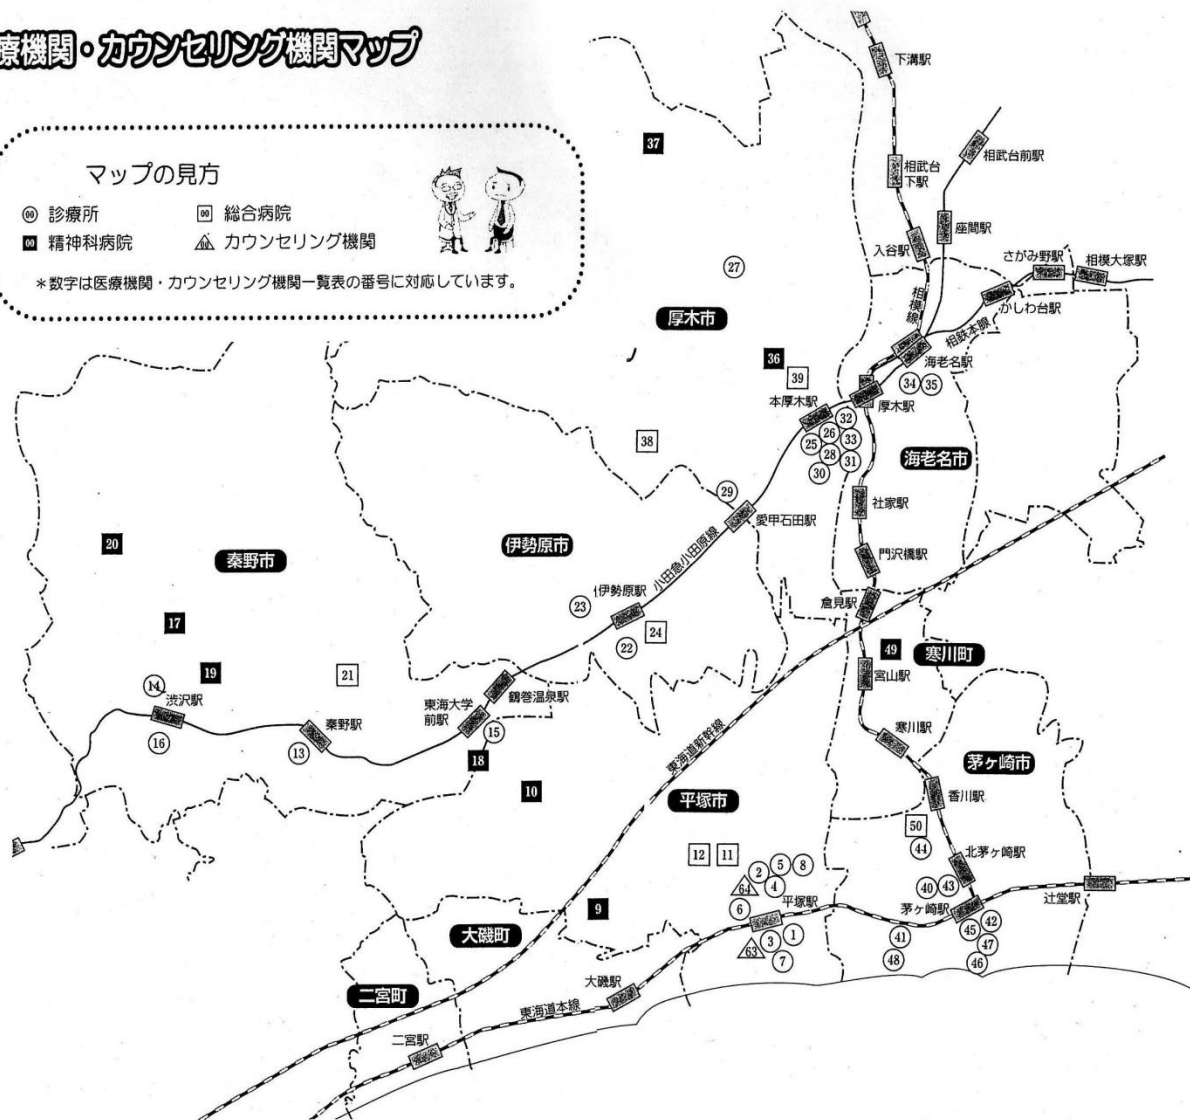 療機関・カウンセリング機関マップ
マップの見方
00 診療所
00 総合病院
00 精神科病院
00 カウンセリング機関
*数字は医療機関・カウンセリング機関一覧表の番号に対応しています。
下溝駅
37
相武台前駅
相武台
下駅
座間駅
入谷駅
27
さがみ野駅
相模大塚駅
相模線
かしわ台駅
厚木市
相鉄本線
36
海老名駅
39
34
35
本厚木駅
厚木駅
32
26
25
33
38
28
31
30
海老名市
29
社家駅
愛甲石田駅
20
伊勢原市
秦野市
小田急小田原線
門沢橋駅
伊勢原駅
23
倉見駅
17
24
22
49
寒川町
19
21
宮山駅
14
渋沢駅
鶴巻温泉駅
東海大学
前駅
秦野駅
15
16
13
東海道新幹線
寒川駅
18
茅ヶ崎市
10
平塚市
香川駅
50
44
12
11
北茅ヶ崎駅
2
5
8
64
4
40
43
辻堂駅
6
平塚駅
茅ヶ崎駅
9
42
45
大磯町
1
3
41
47
63
7
48
46
大磯駅
二宮町
東海道本線
二宮駅